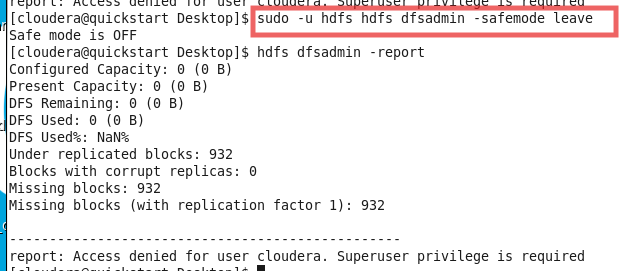 report: Access denied for user cloudera. Superuser privilege is required
[cloudera@quickstart Desktop]$ sudo -u hdfs hdfs dfsadmin -safemode leave
Safe mode is OFF
[cloudera@quickstart Desktop]$ hdfs dfsadmin -report
Configured Capacity: 0 (0 B)
Present Capacity: 0 (0 B)
DFS Remaining: 0 (0 B)
DFS Used: 0 (0 B)
DFS Used%: NaN%
Under replicated blocks: 932
Blocks with corrupt replicas: 0
Missing blocks: 932
Missing blocks (with replication factor 1): 932
-------------------------------------------------
report: Access denied for user cloudera. Superuser privilege is required
[cloudera@quickstart Desktop]$